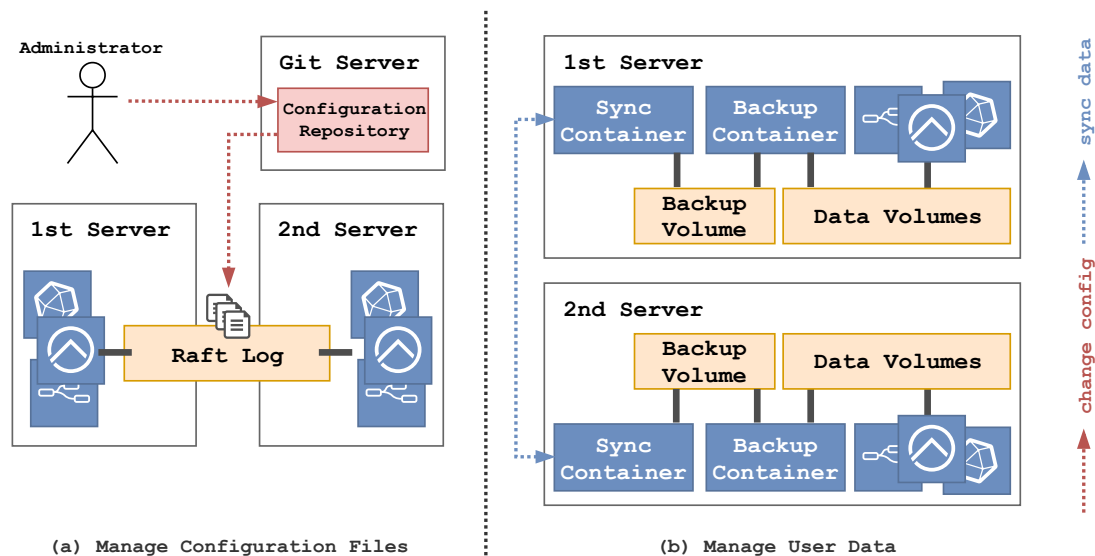 Administrator
Git Server
Configuration
Repository
1st Server
2nd Server
Raft Log
(a) Manage Configuration Files
1st Server
Sync
Container
Backup
Container
Backup
Volume
Data Volumes
2nd Server
Backup
Volume
Data Volumes
Sync
Container
Backup
Container
(b) Manage User Data
change config
sync data